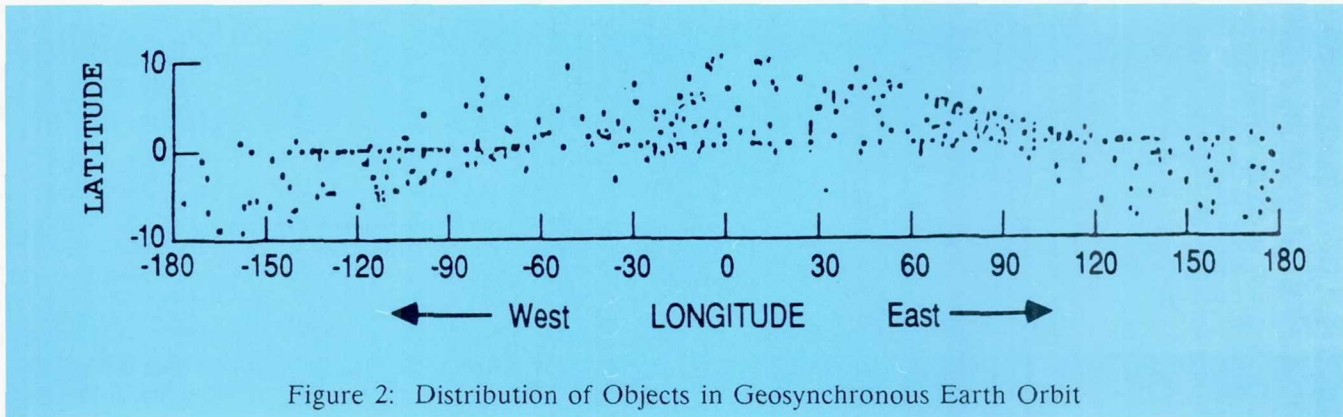 LATITUDE
10
0
-10
-180 -150 -120 -90 -60 -30 0 30 60 90 120 150 180
West LONGITUDE East
Figure 2: Distribution of Objects in Geosynchronous Earth Orbit